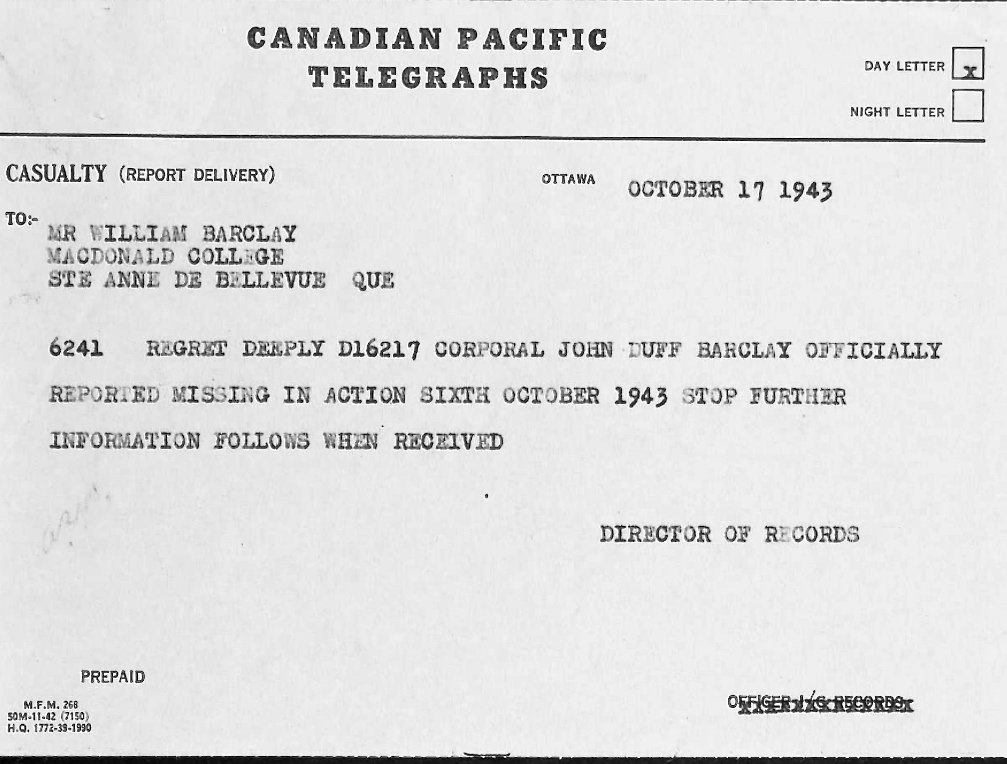 CANADIAN PACIFIC
TELEGRAPHS
DAY LETTER x
NIGHT LETTER
CASUALTY (REPORT DELIVERY)
OTTAWA OCTOBER 17 1943
TO:-
MR WILLIAM BARCLAY
MACDONALD COLLEGE
STE ANNE DE BELLEVUE QUE
6241 REGRET DEEPLY D16217 CORPORAL JOHN DUFF BARCLAY OFFICIALLY
REPORTED MISSING IN ACTION SIXTH OCTOBER 1943 STOP FURTHER
INFORMATION FOLLOWS WHEN RECEIVED
DIRECTOR OF RECORDS
PREPAID
M.F.M. 268
50M-11-42 (7150)
H.Q. 1772-39-1990
OFFICER I/C RECORDS